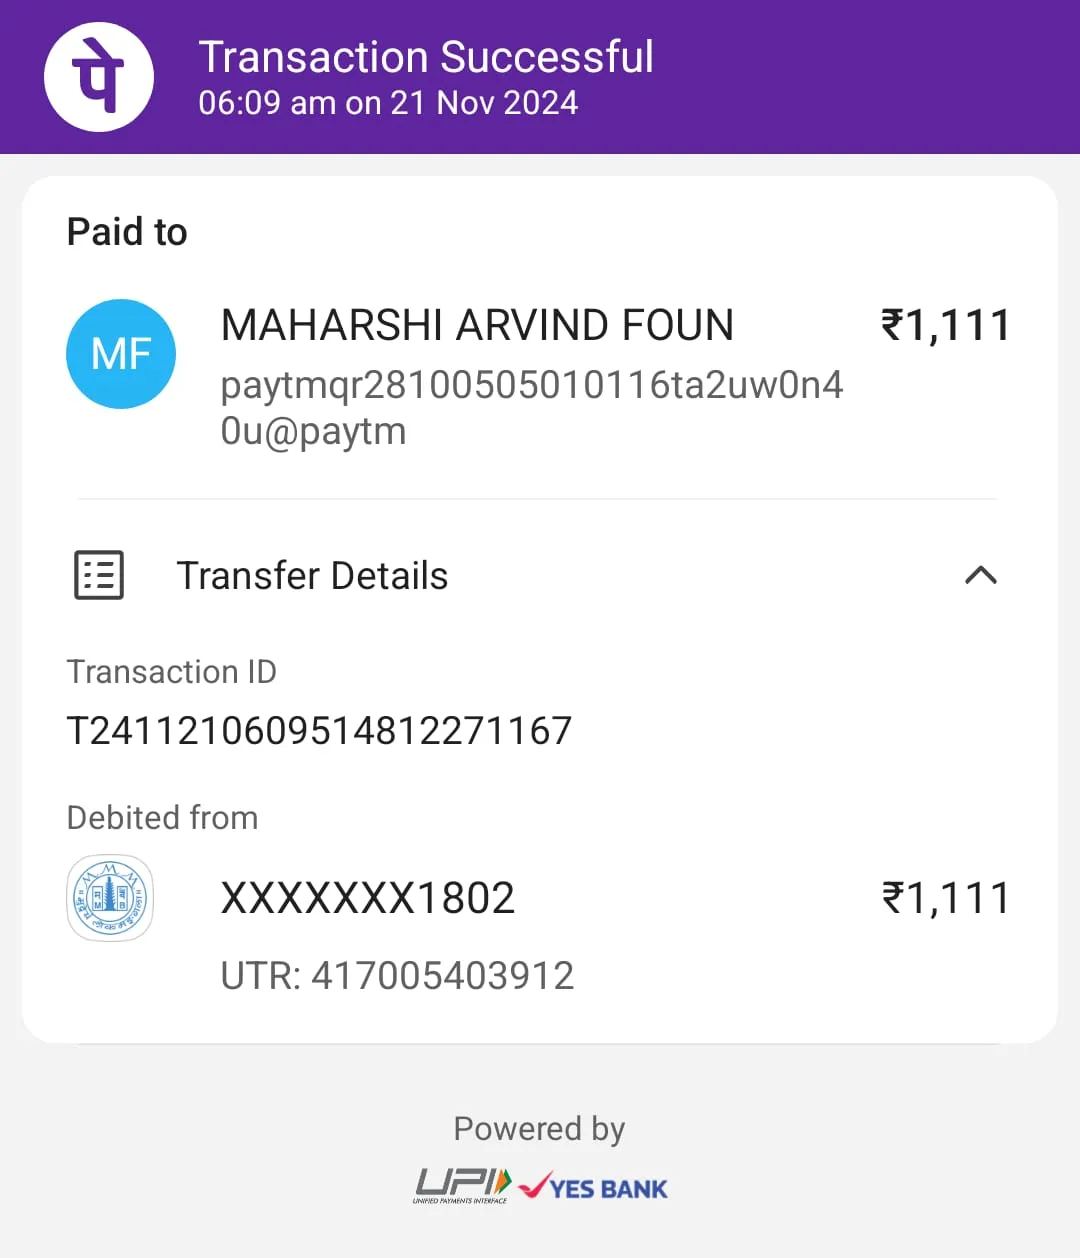 पे
Transaction Successful
06:09 am on 21 Nov 2024
Paid to
MF
MAHARSHI ARVIND FOUN
₹1,111
paytmqr28100505010116ta2uw0n4
0u@paytm
Transfer Details
Transaction ID
T2411210609514812271167
Debited from
XXXXXXX1802
₹1,111
UTR: 417005403912
Powered by
UPI
UNIFIED PAYMENTS INTERFACE
YES BANK